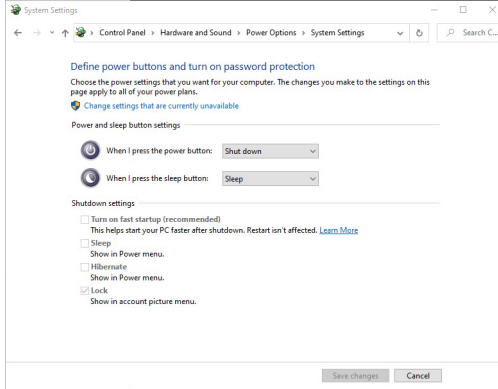 System Settings
Control Panel > Hardware and Sound > Power Options > System Settings
Search C...
Define power buttons and turn on password protection
Choose the power settings that you want for your computer. The changes you make to the settings on this
page apply to all of your power plans.
Change settings that are currently unavailable
Power and sleep button settings
When I press the power button: Shut down
When I press the sleep button: Sleep
Shutdown settings
Turn on fast startup (recommended)
This helps start your PC faster after shutdown. Restart isn't affected. Learn More
Sleep
Show in Power menu.
Hibernate
Show in Power menu.
Lock
Show in account picture menu.
Save changes Cancel